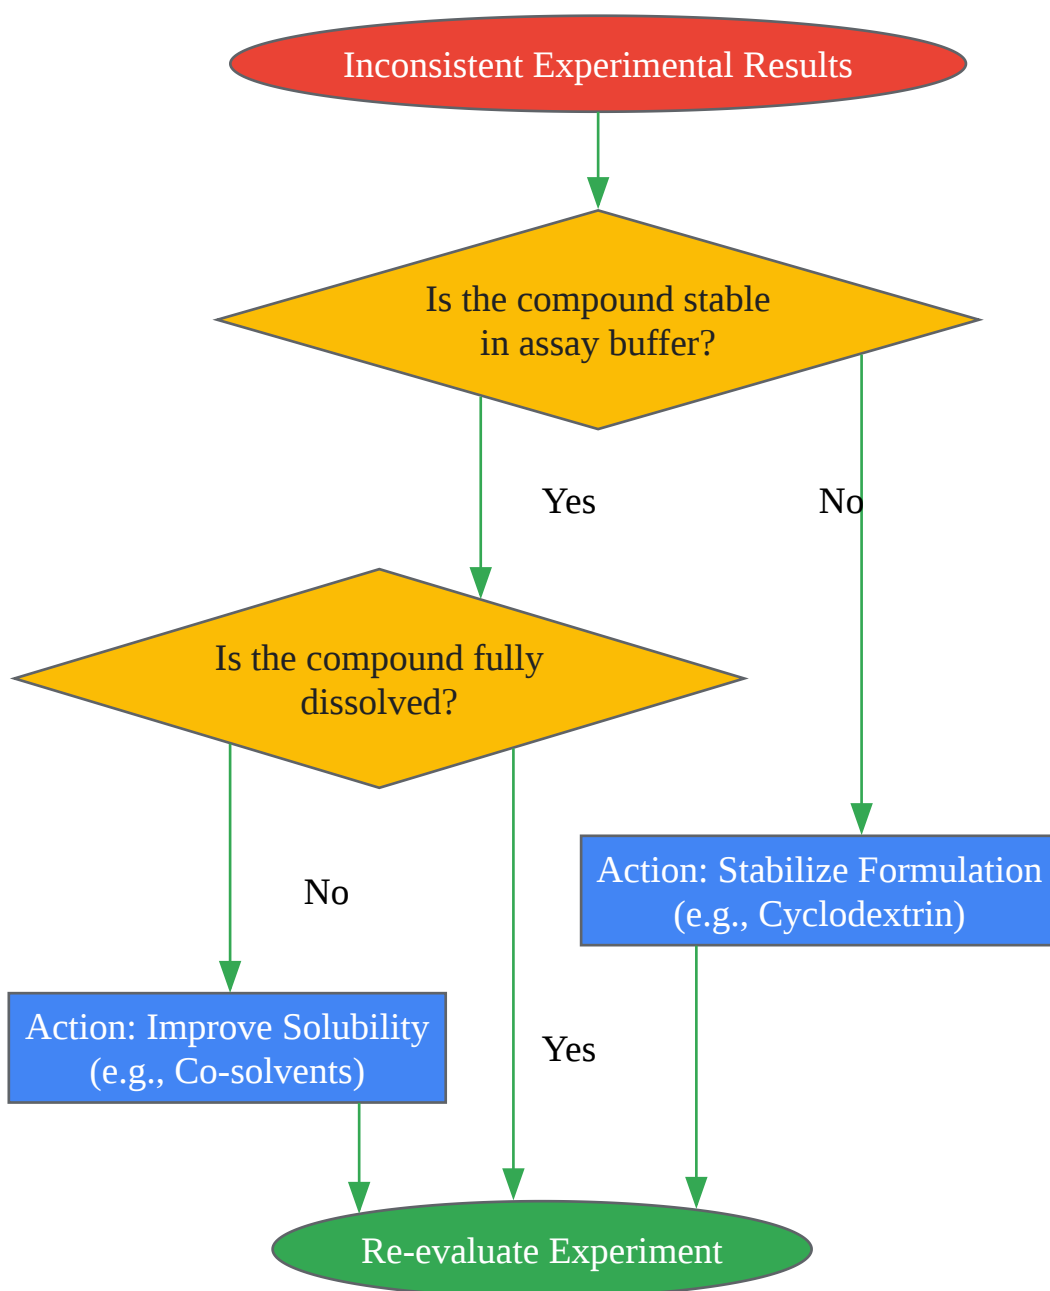 Inconsistent Experimental Results
Is the compound stable
in assay buffer?
Yes
No
Is the compound fully
dissolved?
Action: Stabilize Formulation
(e.g., Cyclodextrin)
No
Action: Improve Solubility
(e.g., Co-solvents)
Yes
Re-evaluate Experiment